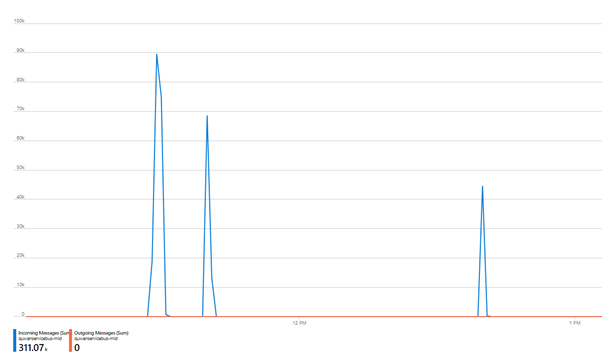 100k
90k
80k
70k
60k
50k
40k
30k
20k
10k
0
12 PM
1 PM
Incoming Messages (Sum) Outgoing Messages (Sum)
311.07 k 0